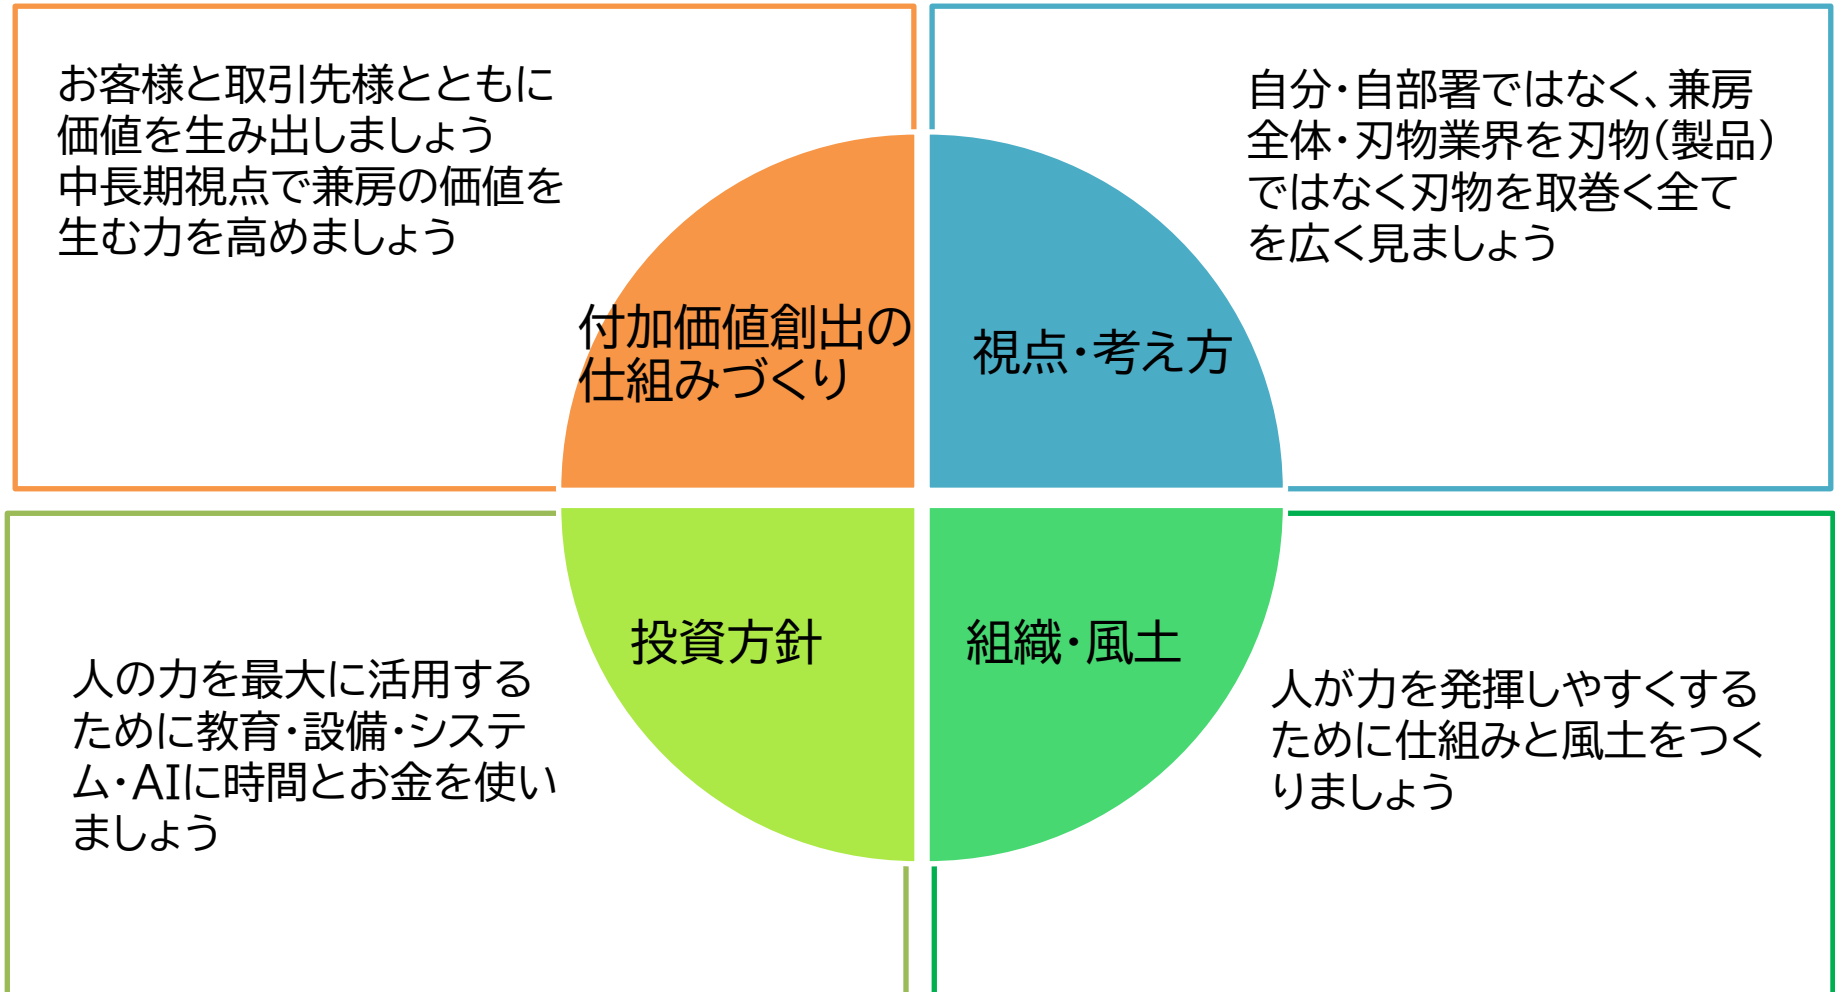 お客様と取引先様とともに
価値を生み出しましょう
中長期視点で兼房の価値を
生む力を高めましょう
自分・自部署ではなく、兼房
全体・刃物業界を刃物(製品)
ではなく刃物を取巻く全て
を広く見ましょう
付加価値創出の
仕組みづくり
視点・考え方
投資方針
組織・風土
人の力を最大に活用する
ために教育・設備・システ
ム・AIに時間とお金を使い
ましょう
人が力を発揮しやすくする
ために仕組みと風土をつく
りましょう